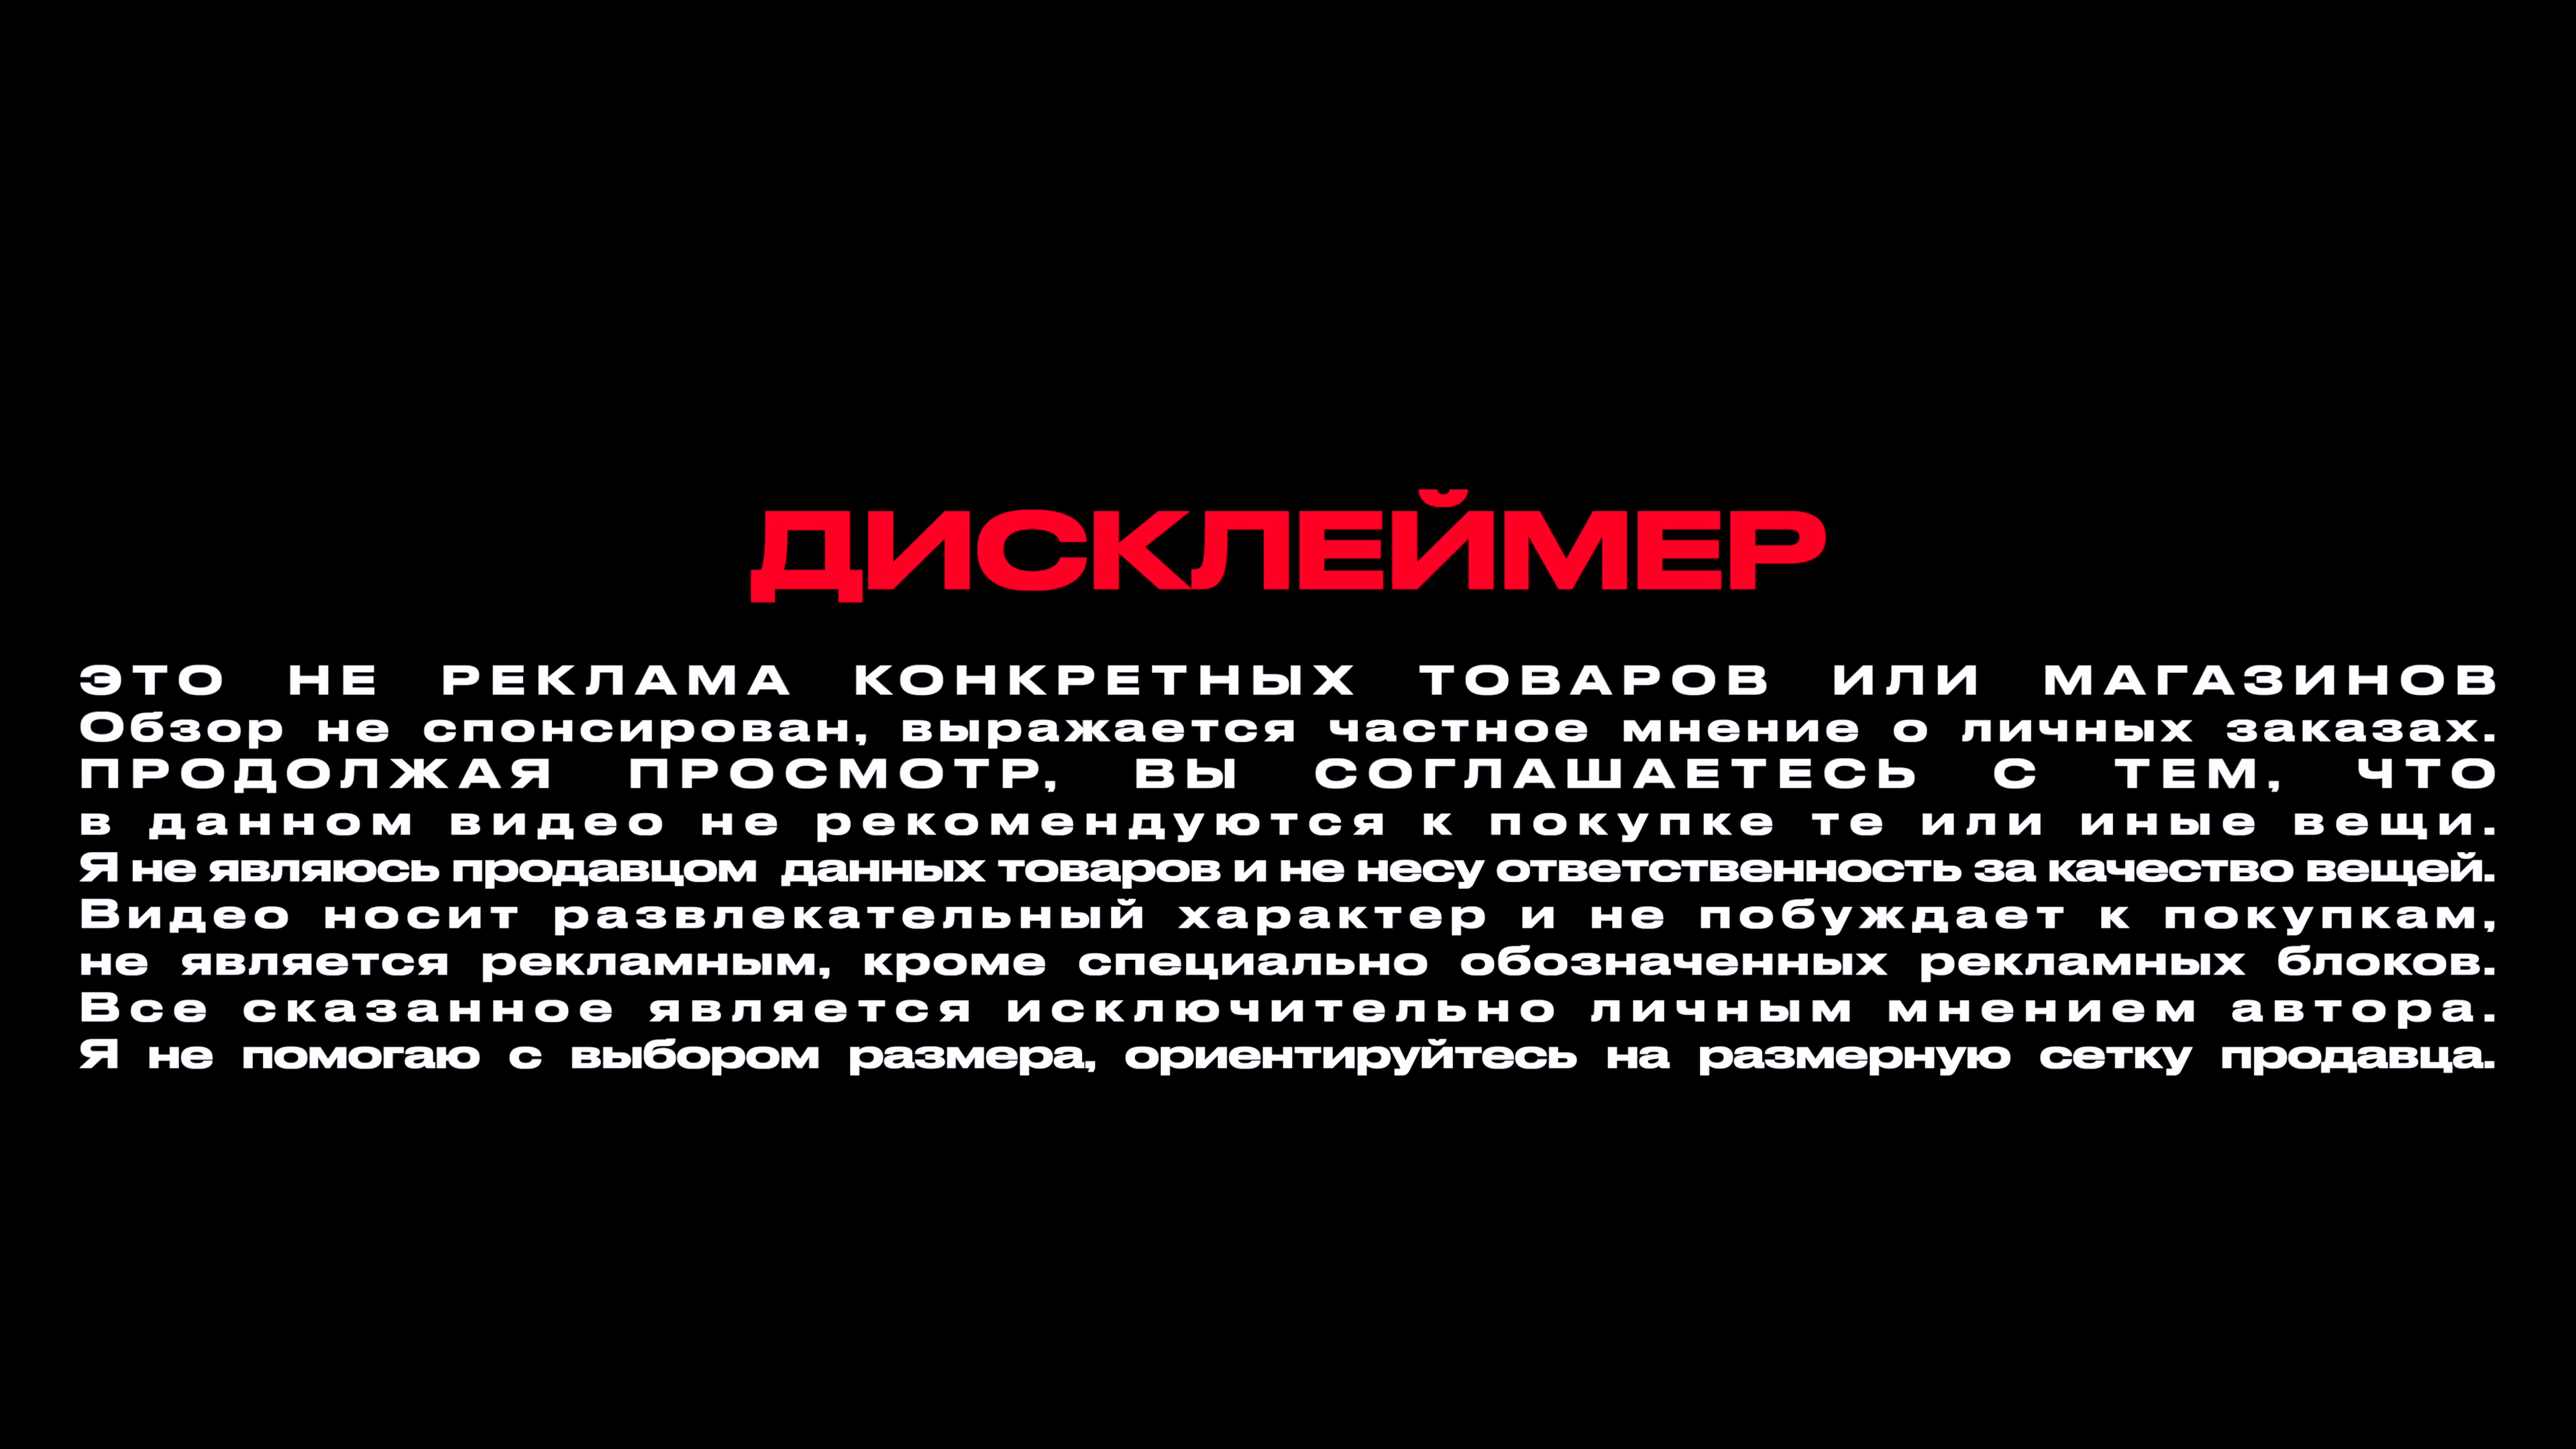 ДИСКЛЕЙМЕР
ЭТО НЕ РЕКЛАМА КОНКРЕТНЫХ ТОВАРОВ ИЛИ МАГАЗИНОВ
Обзор не спонсирован, выражается частное мнение о личных заказах.
ПРОДОЛЖАЯ ПРОСМОТР, ВЫ СОГЛАШАЕТЕСЬ С ТЕМ, ЧТО
в данном видео не рекомендуются к покупке те или иные вещи.
Я не являюсь продавцом данных товаров и не несу ответственность за качество вещей.
Видео носит развлекательный характер и не побуждает к покупкам,
не является рекламным, кроме специально обозначенных рекламных блоков.
Все сказанное является исключительно личным мнением автора.
Я не помогаю с выбором размера, ориентируйтесь на размерную сетку продавца.